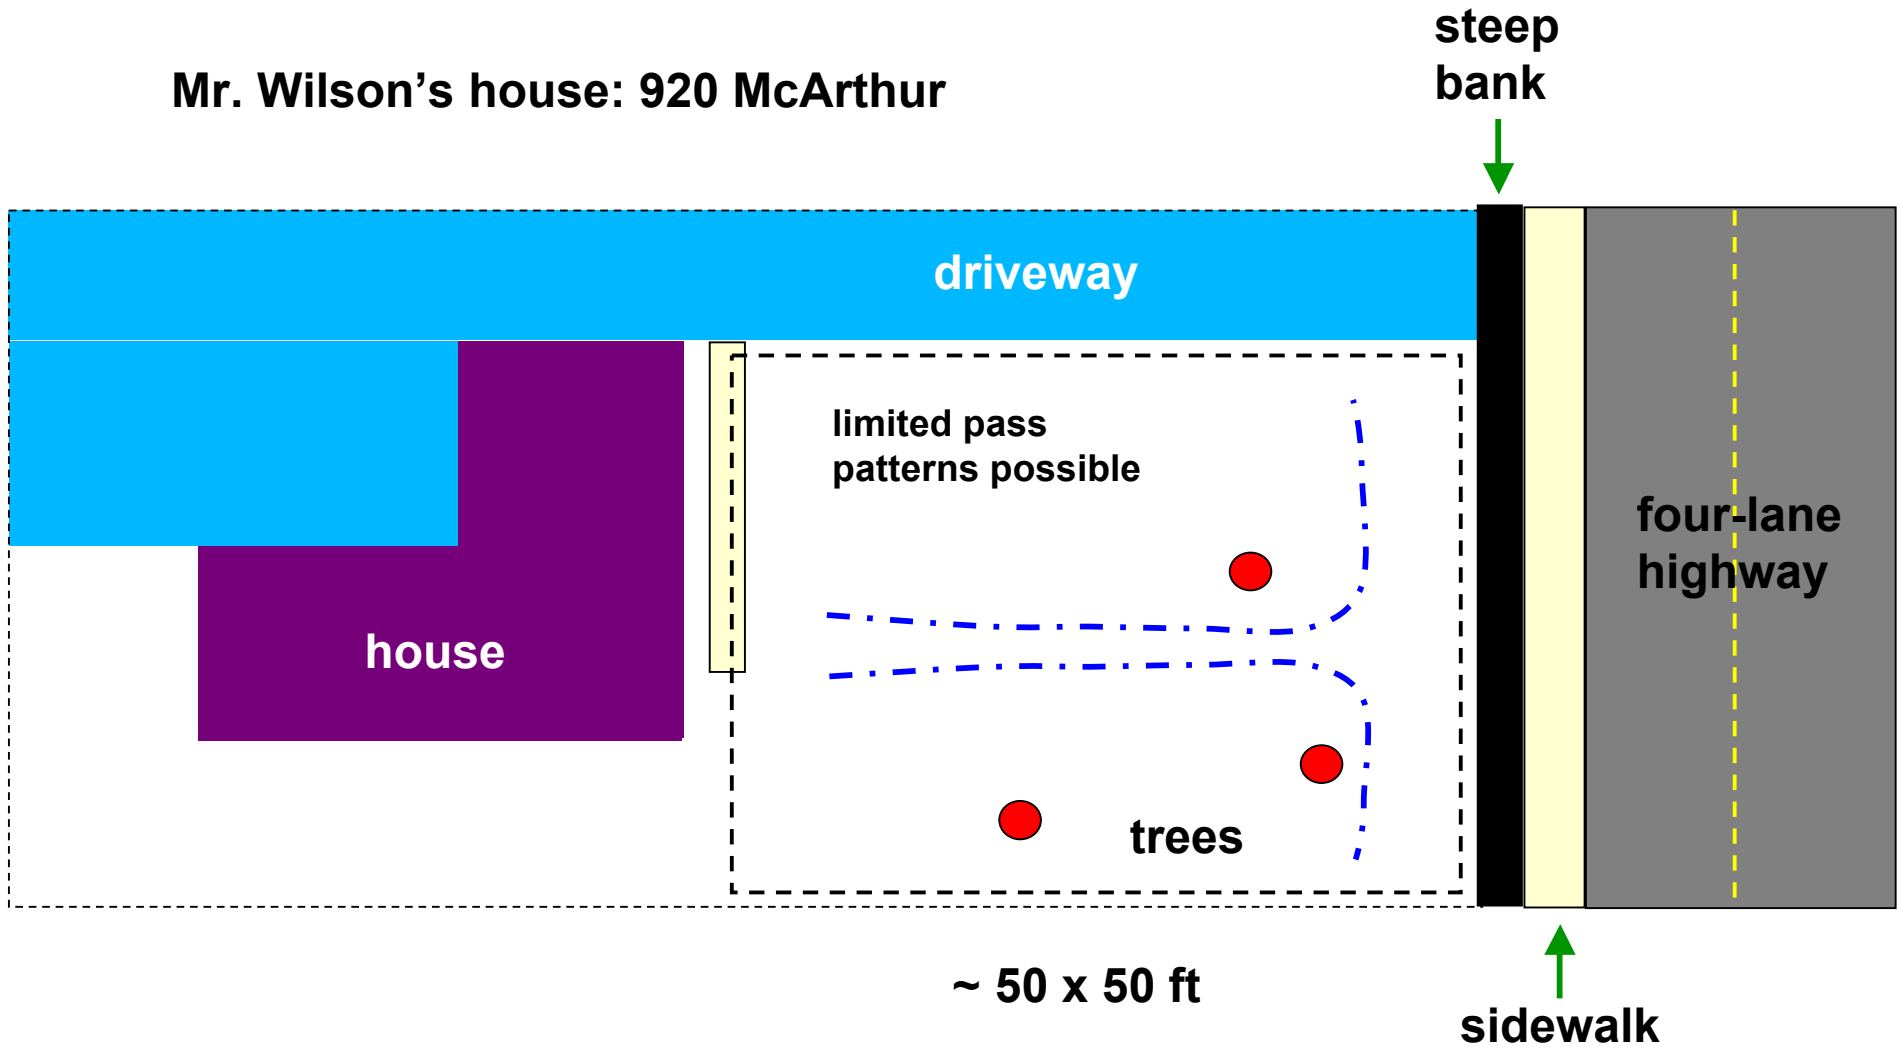 steep
bank
Mr. Wilson’s house: 920 McArthur
driveway
limited pass
patterns possible
four-lane
highway
house
trees
~ 50 x 50 ft
sidewalk